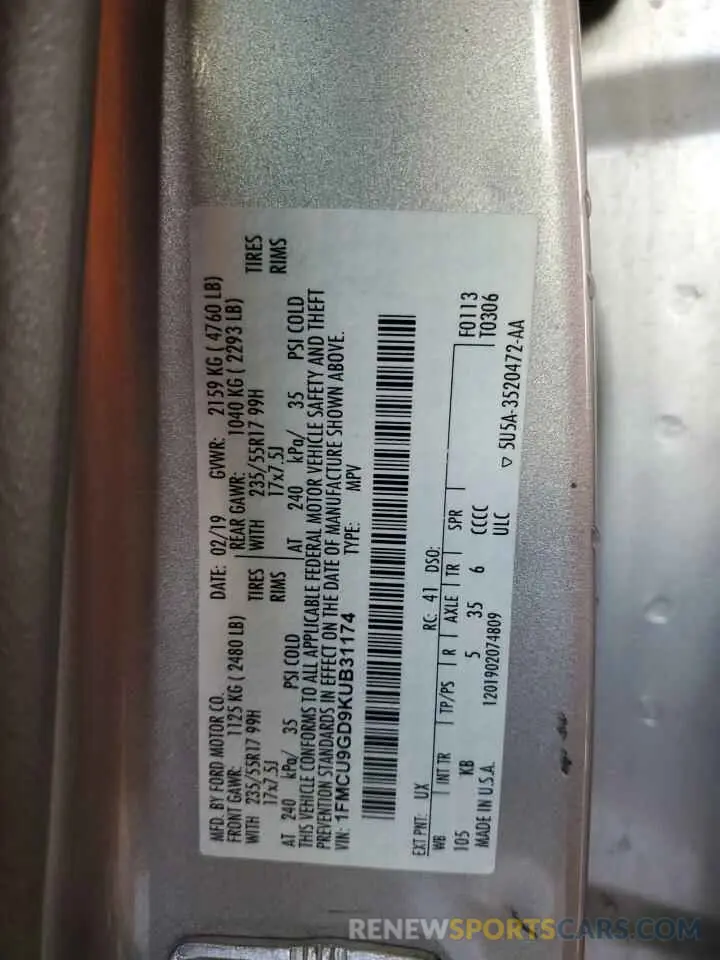 MFD. BY FORD MOTOR CO.
DATE: 02/19 GVWR: 2159 KG ( 4760 LB)
FRONT GAWR: 1125 KG ( 2480 LB) REAR GAWR: 1040 KG ( 2293 LB)
WITH 235/55R17 99H TIRES WITH 235/55R17 99H TIRES
17x7.5J RIMS 17x7.5J RIMS
AT 240 kPa/ 35 PSI COLD AT 240 kPa/ 35 PSI COLD
THIS VEHICLE CONFORMS TO ALL APPLICABLE FEDERAL MOTOR VEHICLE SAFETY AND THEFT
PREVENTION STANDARDS IN EFFECT ON THE DATE OF MANUFACTURE SHOWN ABOVE.
VIN: 1FMCU9GD9KUB31174 TYPE: MPV
EXT PNT: UX RC: 41 DSO:
WB INT TR TP/PS R AXLE TR SPR F0113
105 KB 5 35 6 CCCC T0306
MADE IN U.S.A. 1201902074809 ULC ▽ 5U5A-3520472-AA
RENEWSPORTSCARS.COM